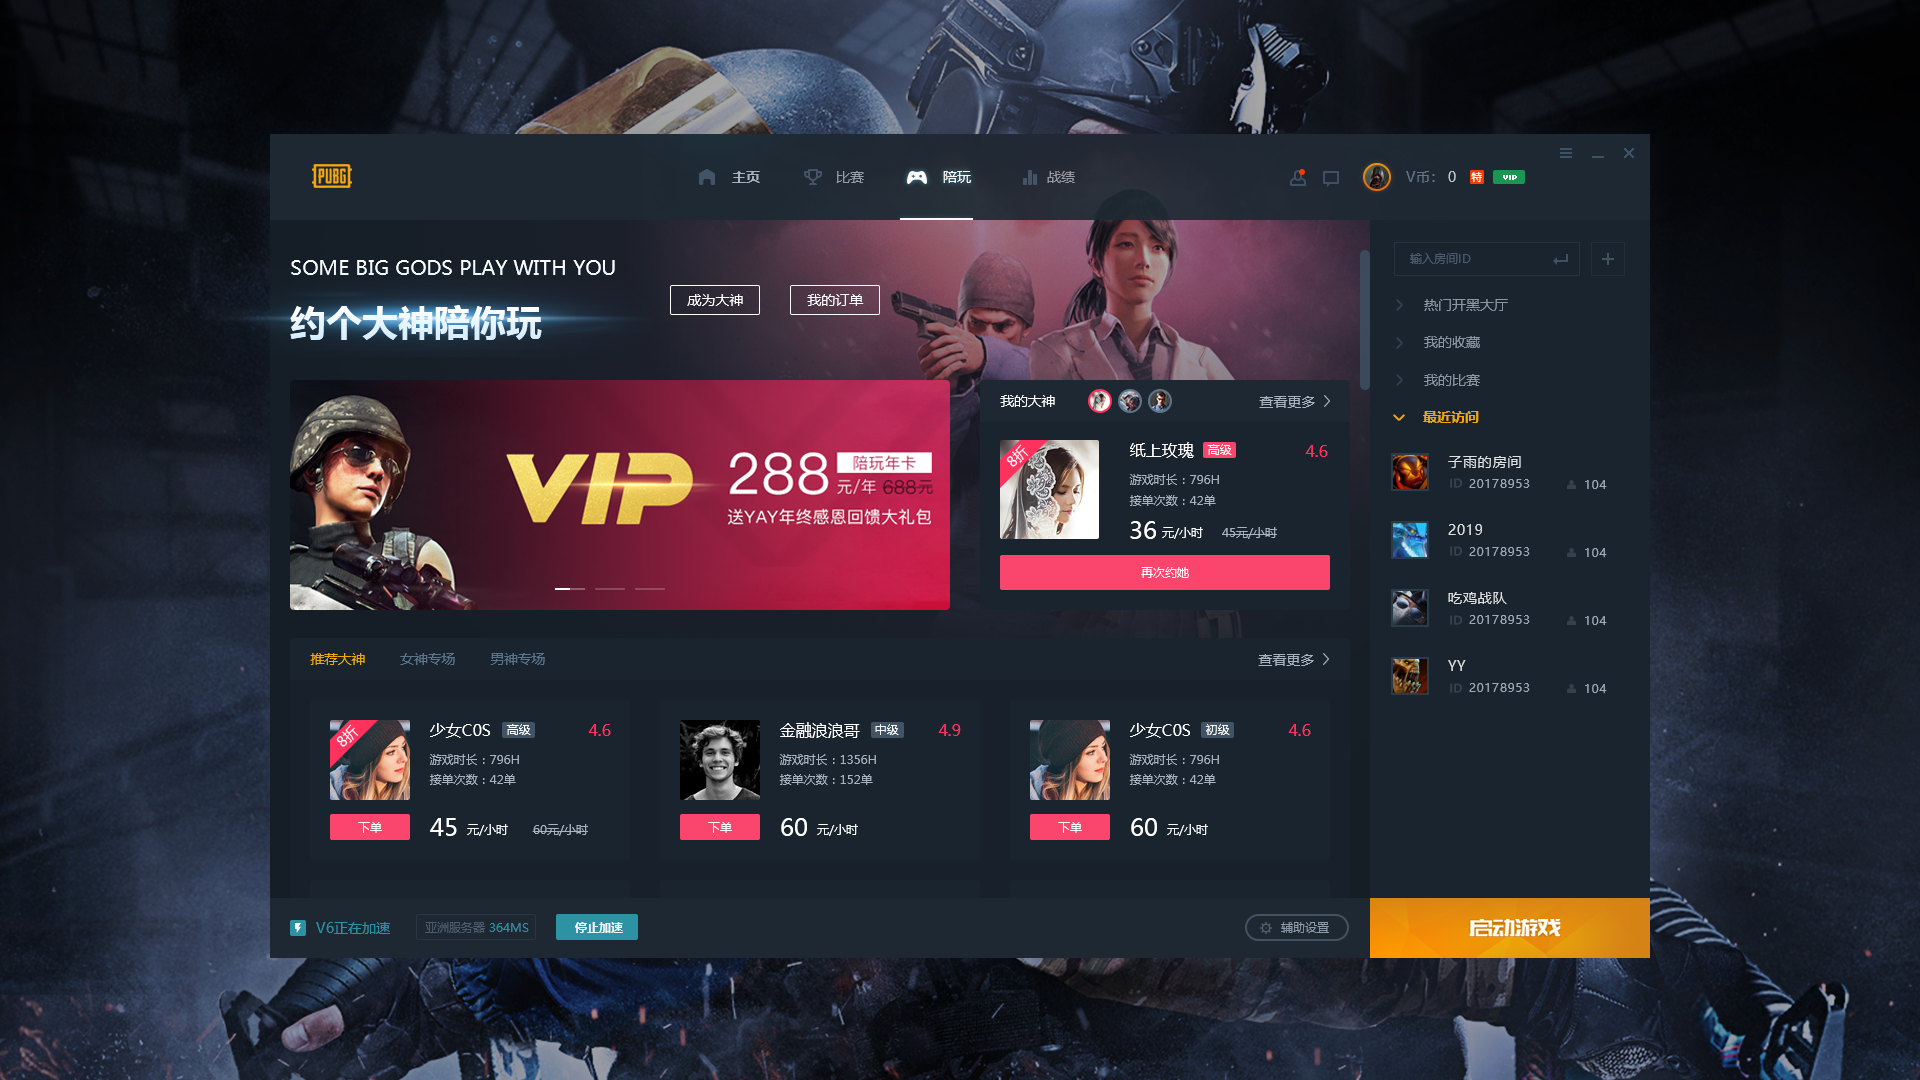 PUBG
主页
比赛
陪玩
战绩
V币: 0 特 VIP
SOME BIG GODS PLAY WITH YOU
约个大神陪你玩
成为大神
我的订单
VIP
288 陪玩年卡
元/年 688元
送YAY年终感恩回馈大礼包
我的大神
查看更多
8折
纸上玫瑰 高级 4.6
游戏时长：796H
接单次数：42单
36 元/小时 45元/小时
再次约她
推荐大神 女神专场 男神专场 查看更多
8折
少女C0S 高级 4.6
游戏时长：796H
接单次数：42单
下单 45 元/小时 60元/小时
金融浪浪哥 中级 4.9
游戏时长：1356H
接单次数：152单
下单 60 元/小时
少女C0S 初级 4.6
游戏时长：796H
接单次数：42单
下单 60 元/小时
输入房间ID
热门开黑大厅
我的收藏
我的比赛
最近访问
子雨的房间
ID 20178953 104
2019
ID 20178953 104
吃鸡战队
ID 20178953 104
YY
ID 20178953 104
V6正在加速
亚洲服务器 364MS
停止加速
辅助设置
启动游戏